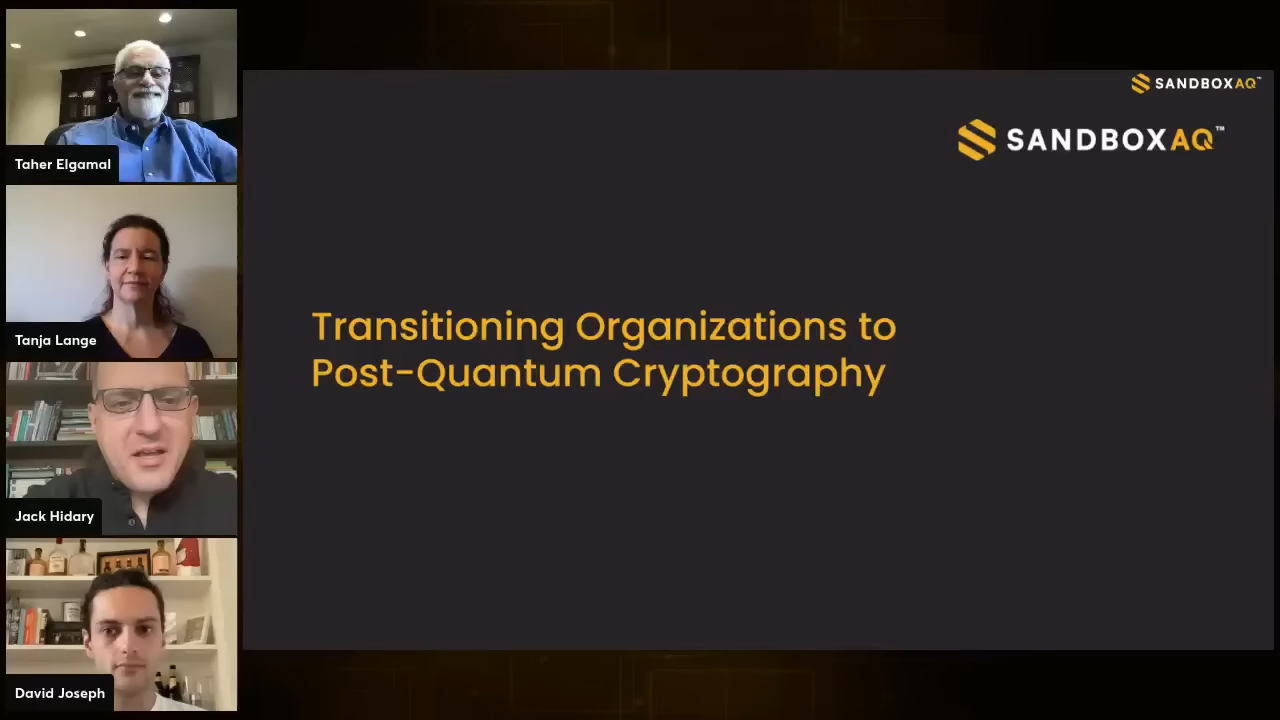 Taher Elgamal
Tanja Lange
Jack Hidary
David Joseph
SANDBOXAQ™
SANDBOXAQ™
Transitioning Organizations to
Post-Quantum Cryptography